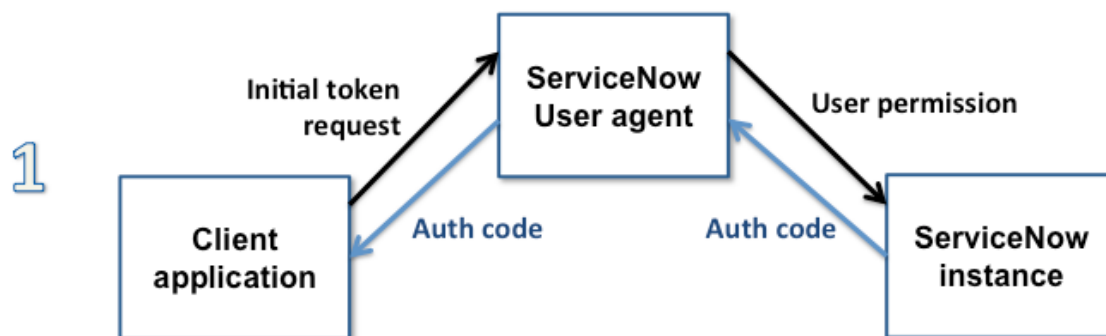 1
Initial token
request
ServiceNow
User agent
User permission
Client
application
Auth code
Auth code
ServiceNow
instance